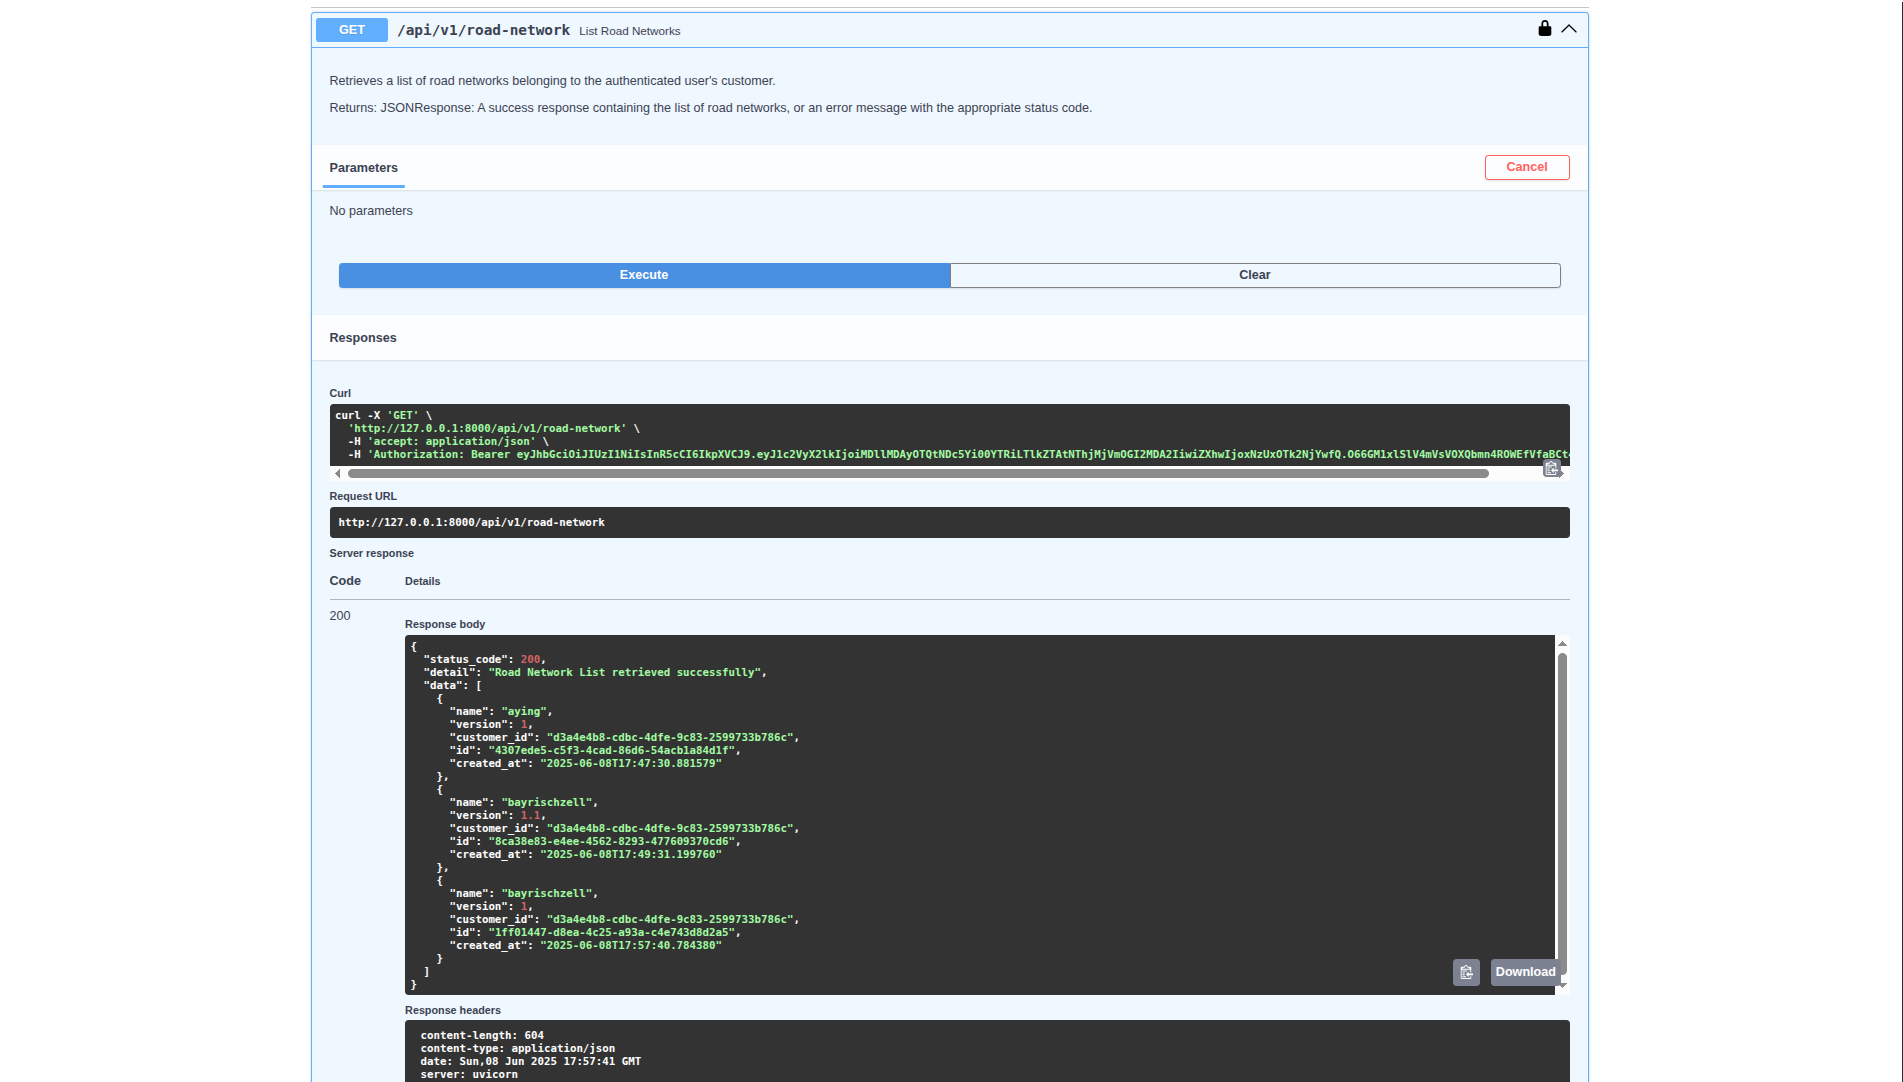 GET /api/v1/road-network List Road Networks
Retrieves a list of road networks belonging to the authenticated user's customer.
Returns: JSONResponse: A success response containing the list of road networks, or an error message with the appropriate status code.
Parameters
Cancel
No parameters
Execute
Clear
Responses
Curl
curl -X 'GET' \
  'http://127.0.0.1:8000/api/v1/road-network' \
  -H 'accept: application/json' \
  -H 'Authorization: Bearer
Request URL
http://127.0.0.1:8000/api/v1/road-network
Server response
Code Details
200
Response body
{
  "status_code": 200,
  "detail": "Road Network List retrieved successfully",
  "data": [
    {
      "name": "aying",
      "version": 1,
      "customer_id": "d3a4e4b8-cdbc-4dfe-9c83-2599733b786c",
      "id": "4307ede5-c5f3-4cad-86d6-54acb1a84d1f",
      "created_at": "2025-06-08T17:47:30.881579"
    },
    {
      "name": "bayrischzell",
      "version": 1.1,
      "customer_id": "d3a4e4b8-cdbc-4dfe-9c83-2599733b786c",
      "id": "8ca38e83-e4ee-4562-8293-477609370cd6",
      "created_at": "2025-06-08T17:49:31.199760"
    },
    {
      "name": "bayrischzell",
      "version": 1,
      "customer_id": "d3a4e4b8-cdbc-4dfe-9c83-2599733b786c",
      "id": "1ff01447-d8ea-4c25-a93a-c4e743d8d2a5",
      "created_at": "2025-06-08T17:57:40.784380"
    }
  ]
}
Download
Response headers
content-length: 604
content-type: application/json
date: Sun,08 Jun 2025 17:57:41 GMT
server: uvicorn